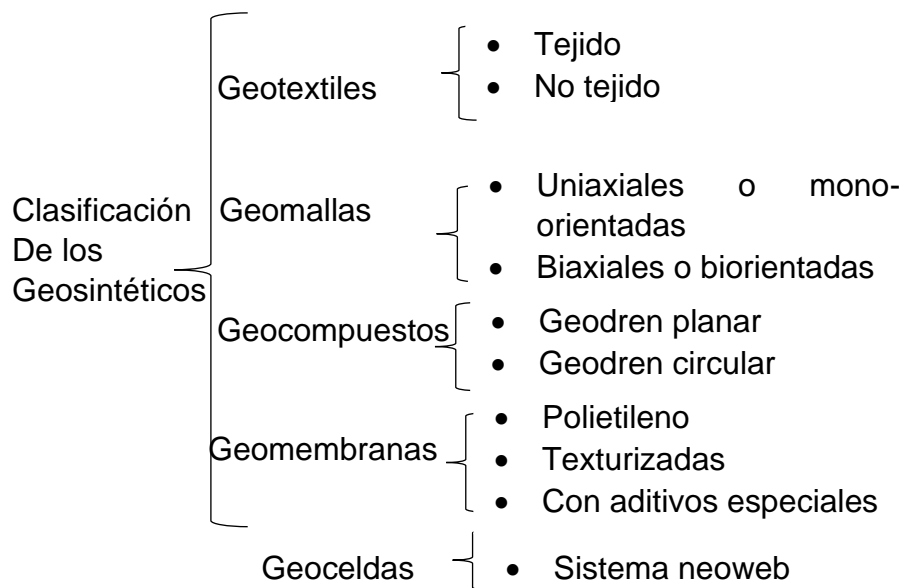 Clasificación
De los
Geosintéticos
Geotextiles
• Tejido
• No tejido
Geomallas
• Uniaxiales o mono-
orientadas
• Biaxiales o biorientadas
Geocompuestos
• Geodren planar
• Geodren circular
Geomembranas
• Polietileno
• Texturizadas
• Con aditivos especiales
Geoceldas
• Sistema neoweb